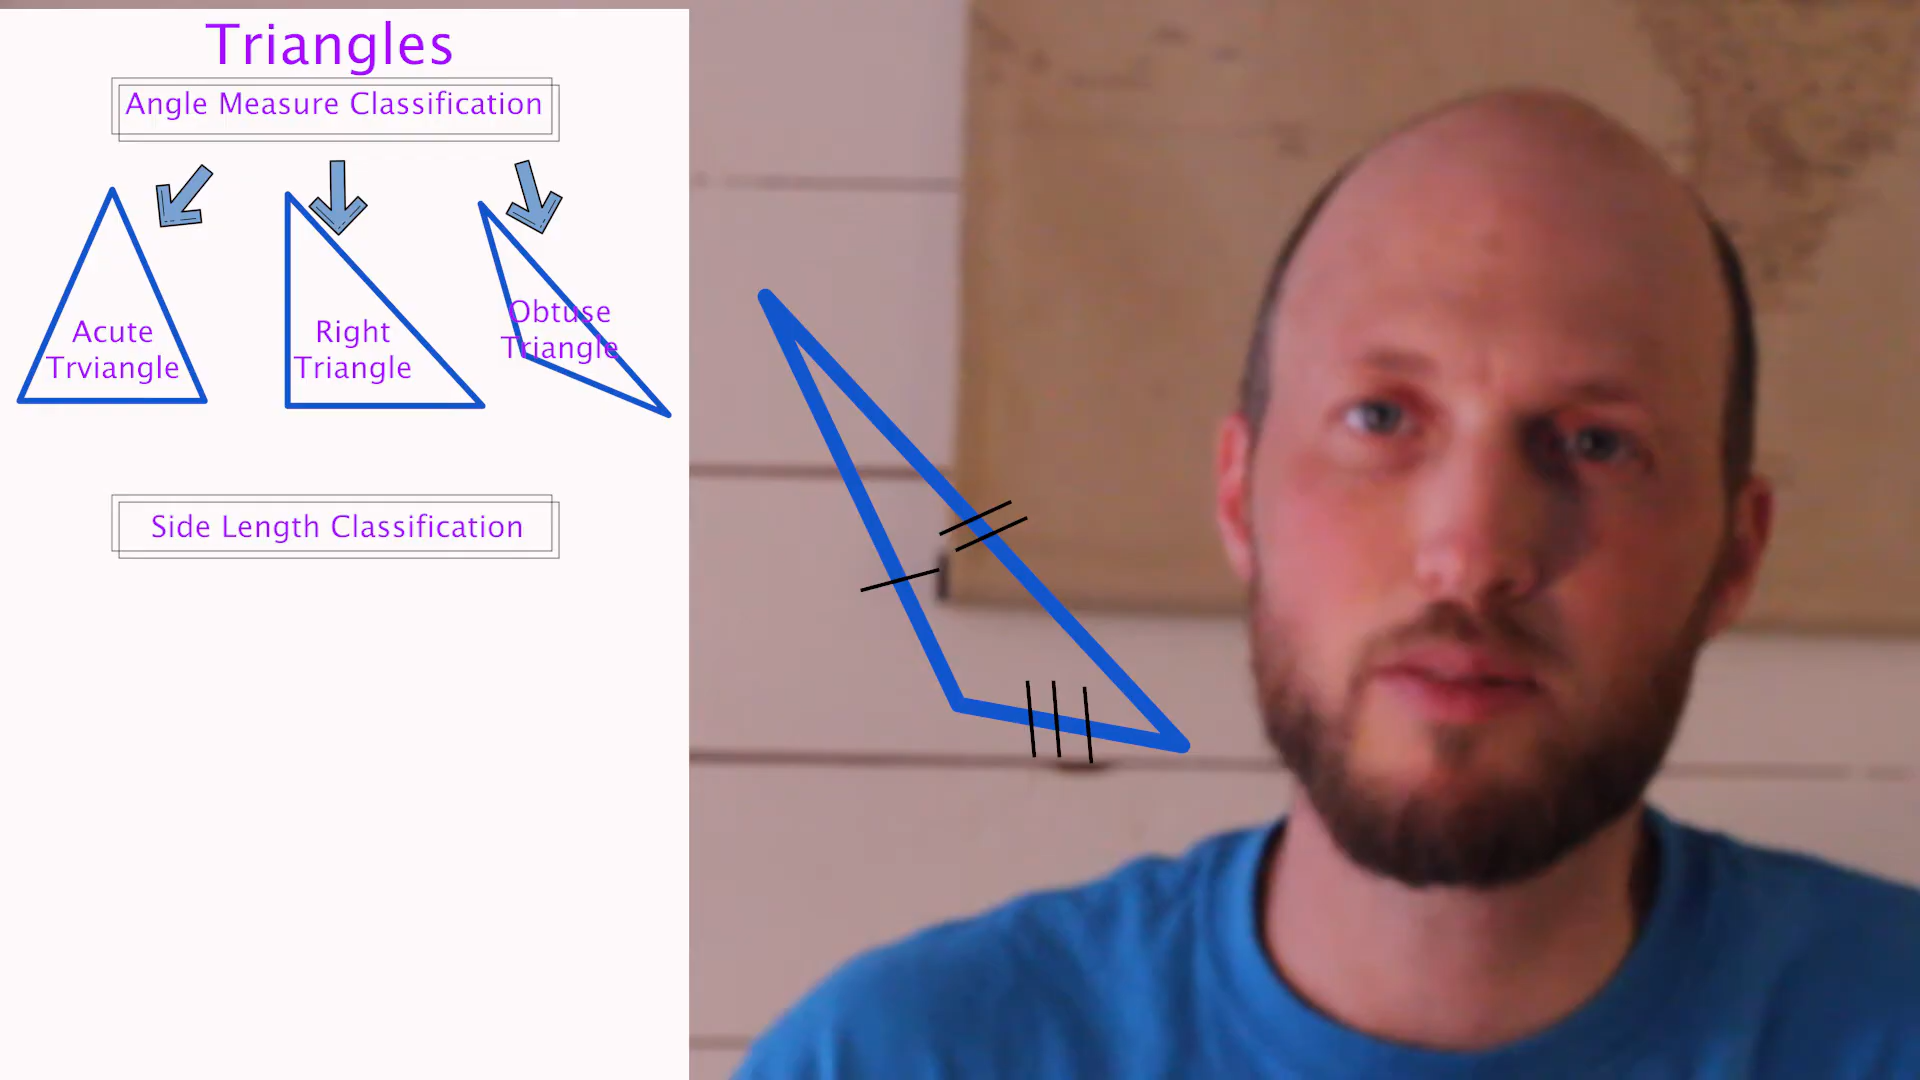 Triangles
Angle Measure Classification
Acute
Trviangle
Right
Triangle
Obtuse
Triangle
Side Length Classification